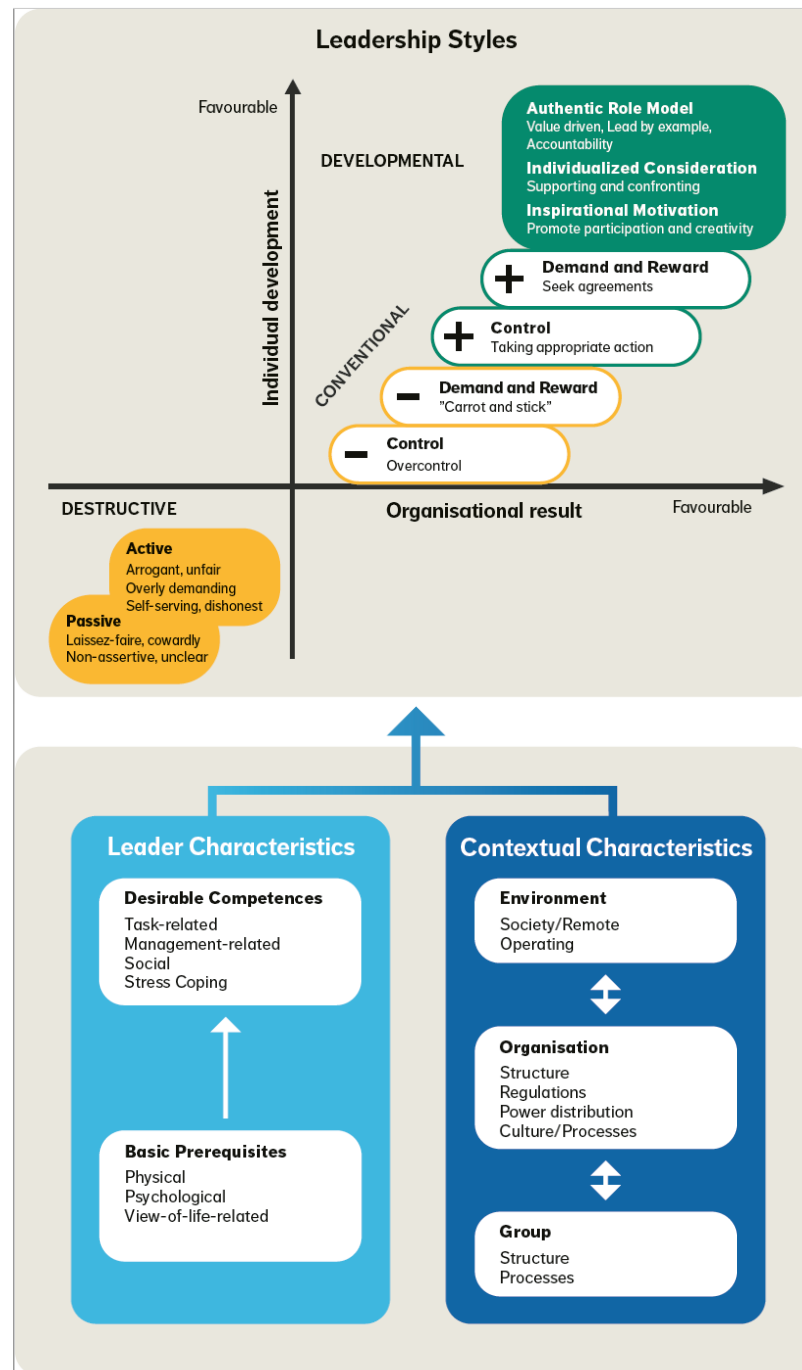 Leadership Styles
Favourable
Individual development
DEVELOPMENTAL
Authentic Role Model
Value driven, Lead by example,
Accountability
Individualized Consideration
Supporting and confronting
Inspirational Motivation
Promote participation and creativity
CONVENTIONAL
Demand and Reward
Seek agreements
Control
Taking appropriate action
Demand and Reward
"Carrot and stick"
Control
Overcontrol
DESTRUCTIVE
Organisational result
Favourable
Active
Arrogant, unfair
Overly demanding
Self-serving, dishonest
Passive
Laissez-faire, cowardly
Non-assertive, unclear
Leader Characteristics
Desirable Competences
Task-related
Management-related
Social
Stress Coping
Basic Prerequisites
Physical
Psychological
View-of-life-related
Contextual Characteristics
Environment
Society/Remote
Operating
Organisation
Structure
Regulations
Power distribution
Culture/Processes
Group
Structure
Processes